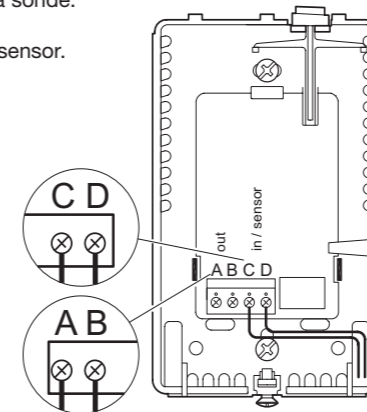 a sonde.
sensor.
C D
out
in / sensor
A B C D
A B